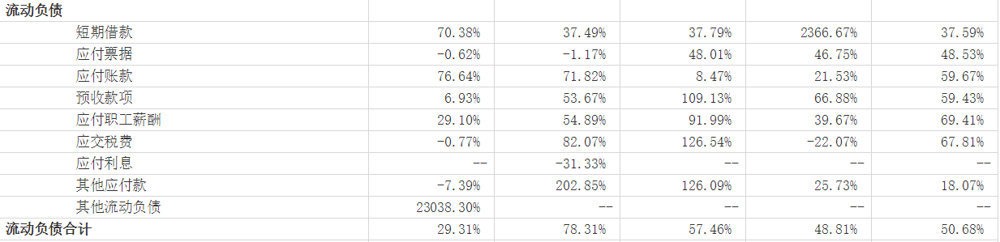 流动负债
短期借款 70.38% 37.49% 37.79% 2366.67% 37.59%
应付票据 -0.62% -1.17% 48.01% 46.75% 48.53%
应付账款 76.64% 71.82% 8.47% 21.53% 59.67%
预收款项 6.93% 53.67% 109.13% 66.88% 59.43%
应付职工薪酬 29.10% 54.89% 91.99% 39.67% 69.41%
应交税费 -0.77% 82.07% 126.54% -22.07% 67.81%
应付利息 -- -31.33% -- -- --
其他应付款 -7.39% 202.85% 126.09% 25.73% 18.07%
其他流动负债 23038.30% -- -- -- --
流动负债合计 29.31% 78.31% 57.46% 48.81% 50.68%